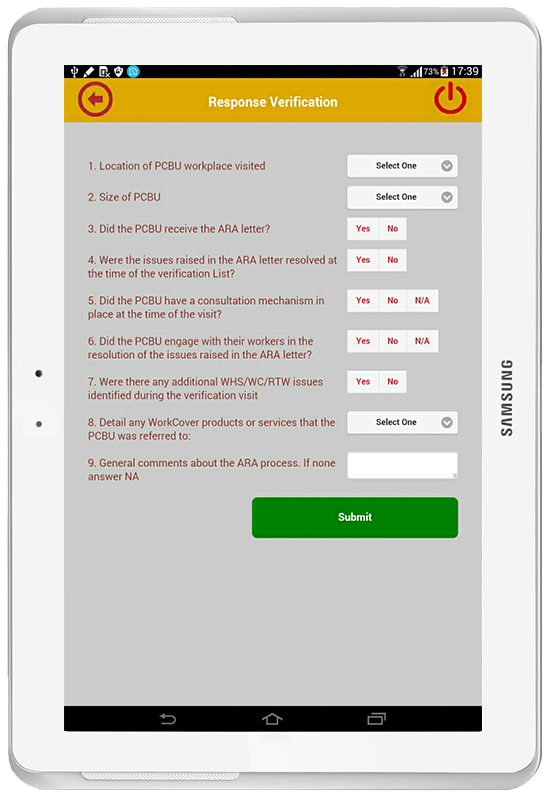 73% 17:39
Response Verification
1. Location of PCBU workplace visited
Select One
2. Size of PCBU
Select One
3. Did the PCBU receive the ARA letter?
Yes No
4. Were the issues raised in the ARA letter resolved at
the time of the verification List?
Yes No
5. Did the PCBU have a consultation mechanism in
place at the time of the visit?
Yes No N/A
6. Did the PCBU engage with their workers in the
resolution of the issues raised in the ARA letter?
Yes No N/A
7. Were there any additional WHS/WC/RTW issues
identified during the verification visit
Yes No
8. Detail any WorkCover products or services that the
PCBU was referred to:
Select One
9. General comments about the ARA process. If none
answer NA
Submit
SAMSUNG